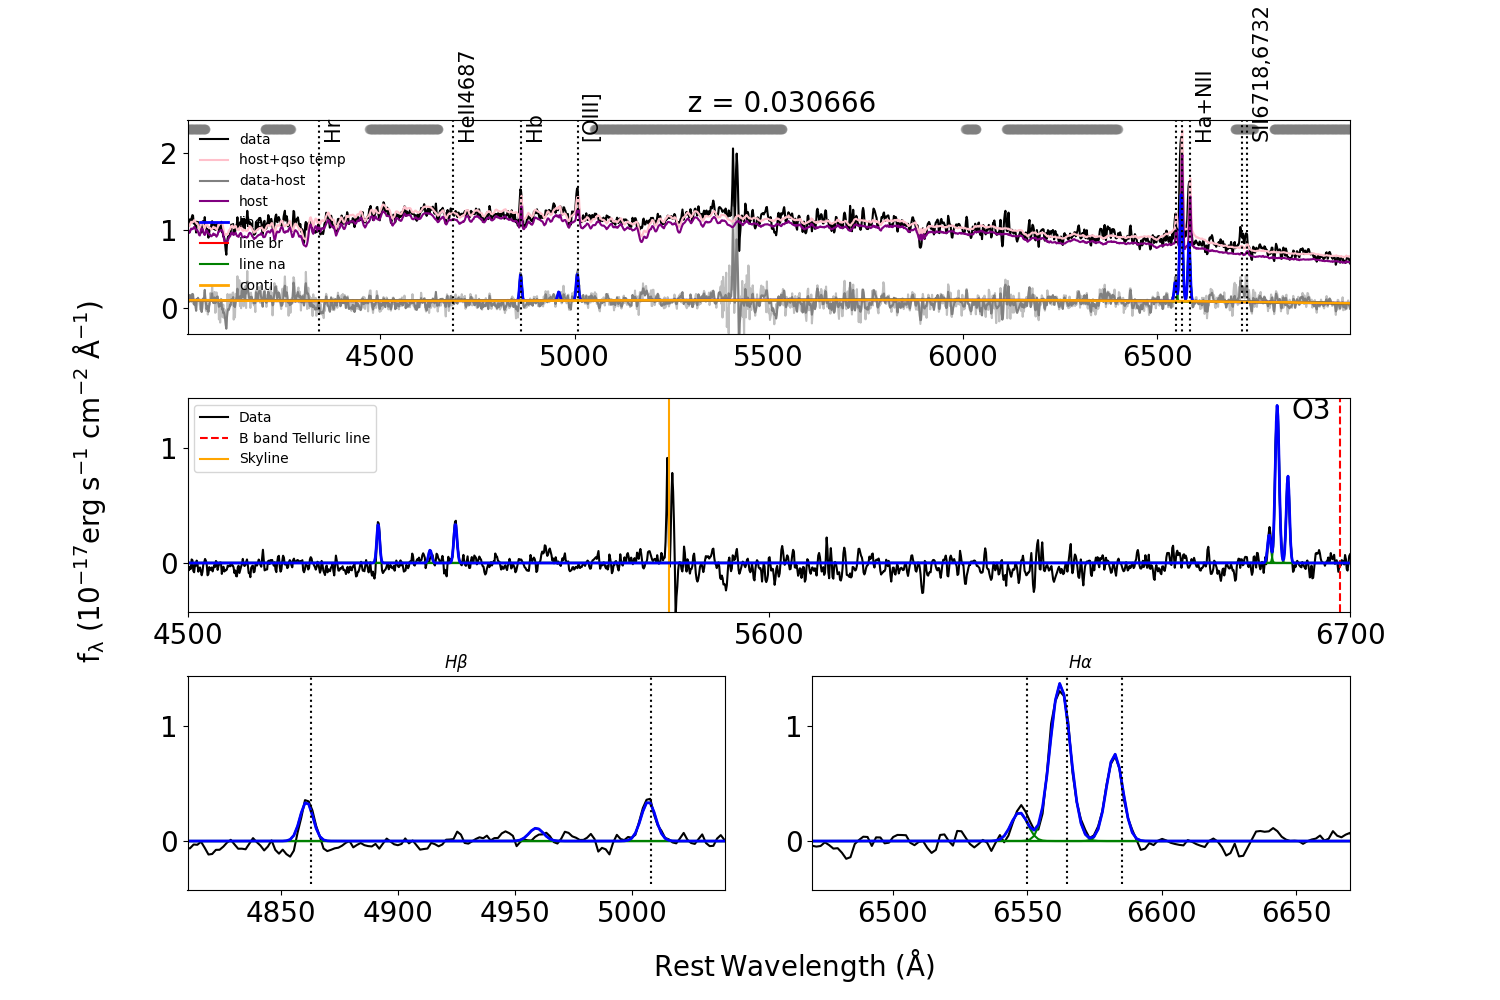 z = 0.030666
Hr
HeII4687
Hb
[OIII]
Ha+NII
SII6718,6732
data
host+qso temp
data-host
host
line br
line na
conti
2
1
0
4500 5000 5500 6000 6500
fλ (10⁻¹⁷erg s⁻¹ cm⁻² Å⁻¹)
Data
B band Telluric line
Skyline
O3
1
0
4500 5600 6700
Hβ
1
0
4850 4900 4950 5000
Hα
1
0
6500 6550 6600 6650
Rest Wavelength (Å)